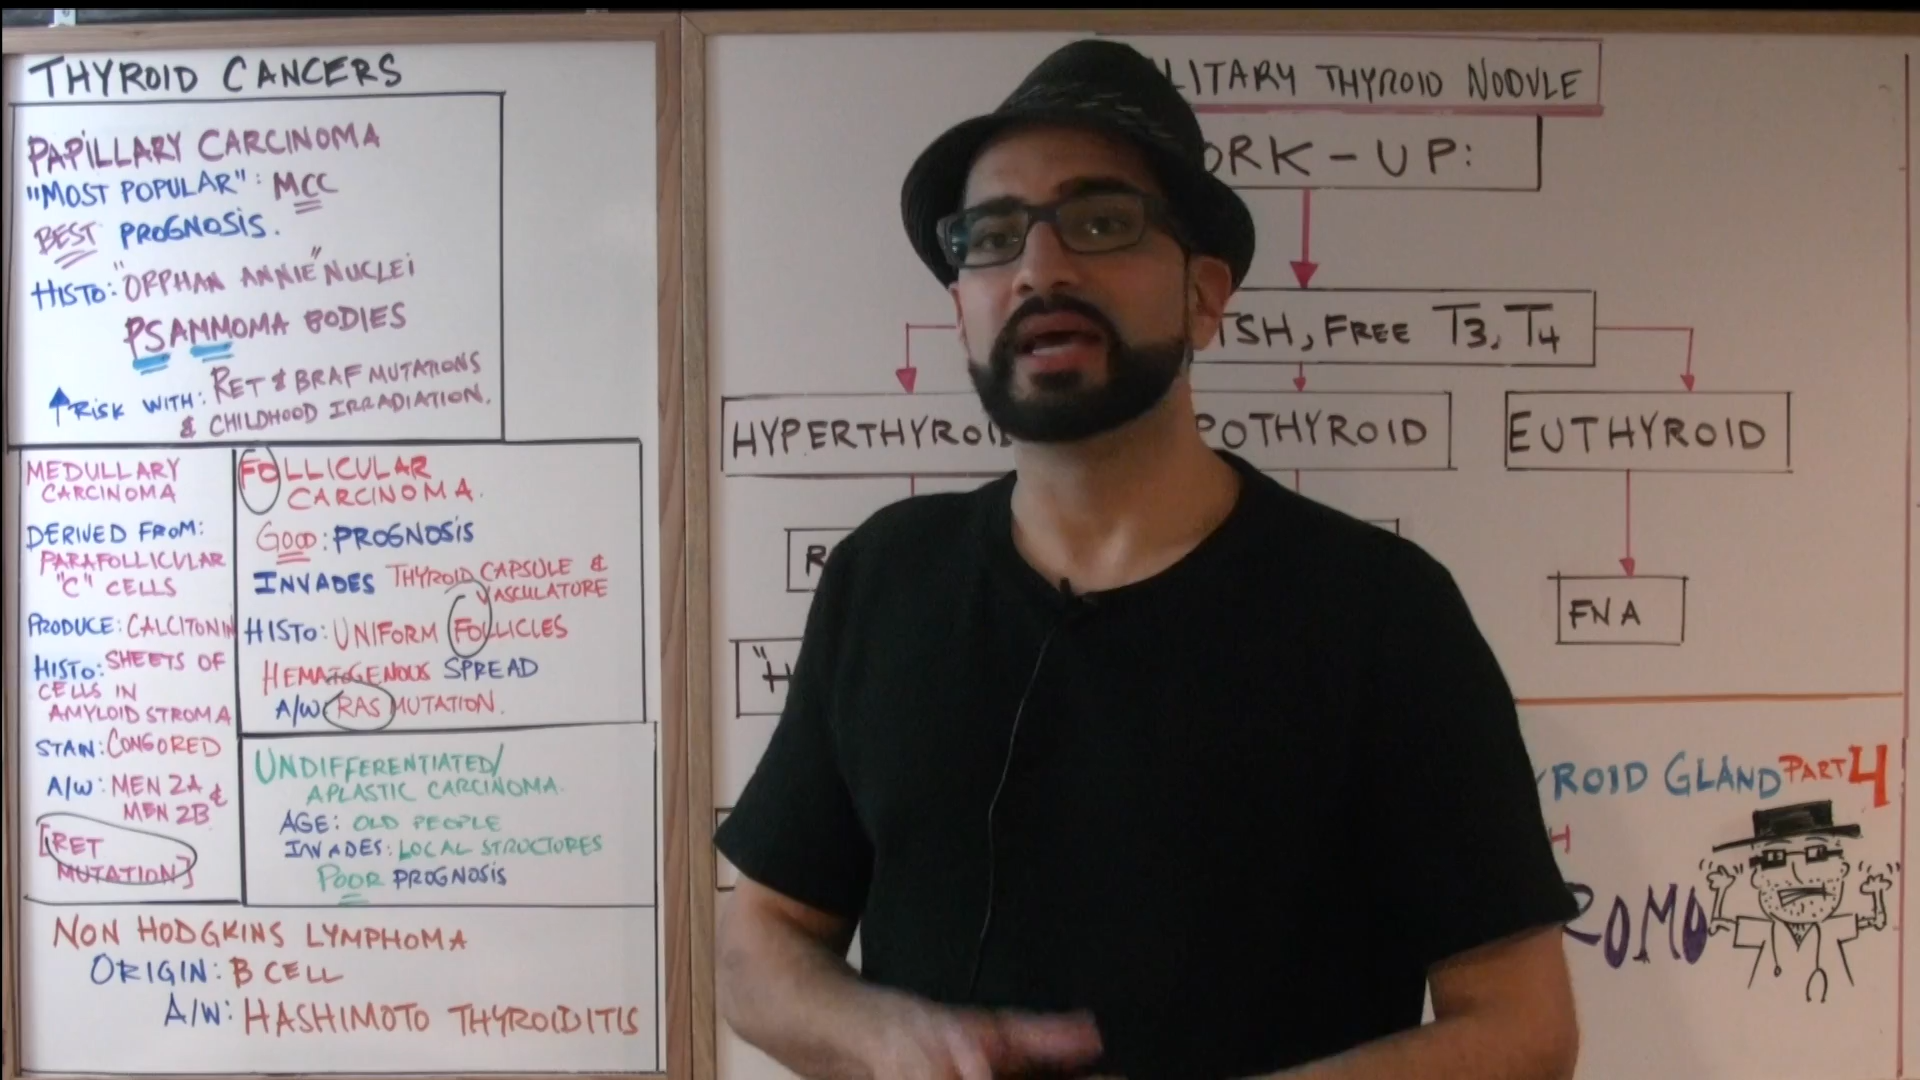 THYROID CANCERS
PAPILLARY CARCINOMA
"MOST POPULAR": MCC
BEST PROGNOSIS.
HISTO: "ORPHAN ANNIE" NUCLEI
PSAMMOMA BODIES
↑ RISK WITH: RET & BRAF MUTATIONS
& CHILDHOOD IRRADIATION.
MEDULLARY
CARCINOMA
DERIVED FROM:
PARAFOLLICULAR
"C" CELLS
PRODUCE: CALCITONIN
HISTO: SHEETS OF
CELLS IN
AMYLOID STROMA
STAIN: CONGORED
A/W: MEN 2A &
MEN 2B
[RET
MUTATION]
FOLLICULAR
CARCINOMA.
GOOD: PROGNOSIS
INVADES THYROID CAPSULE &
VASCULATURE
HISTO: UNIFORM FOLLICLES
HEMATOGENOUS SPREAD
A/W: RAS MUTATION.
UNDIFFERENTIATED/
APLASTIC CARCINOMA.
AGE: OLD PEOPLE
INVADES: LOCAL STRUCTURES
POOR PROGNOSIS
NON HODGKINS LYMPHOMA
ORIGIN: B CELL
A/W: HASHIMOTO THYROIDITIS
LITARY THYROID NODULE
ORK-UP:
TSH, FREE T3, T4
HYPERTHYROI
POTHYROID
EUTHYROID
R
FNA
"H
ROID GLAND PART 4
H
ROMO